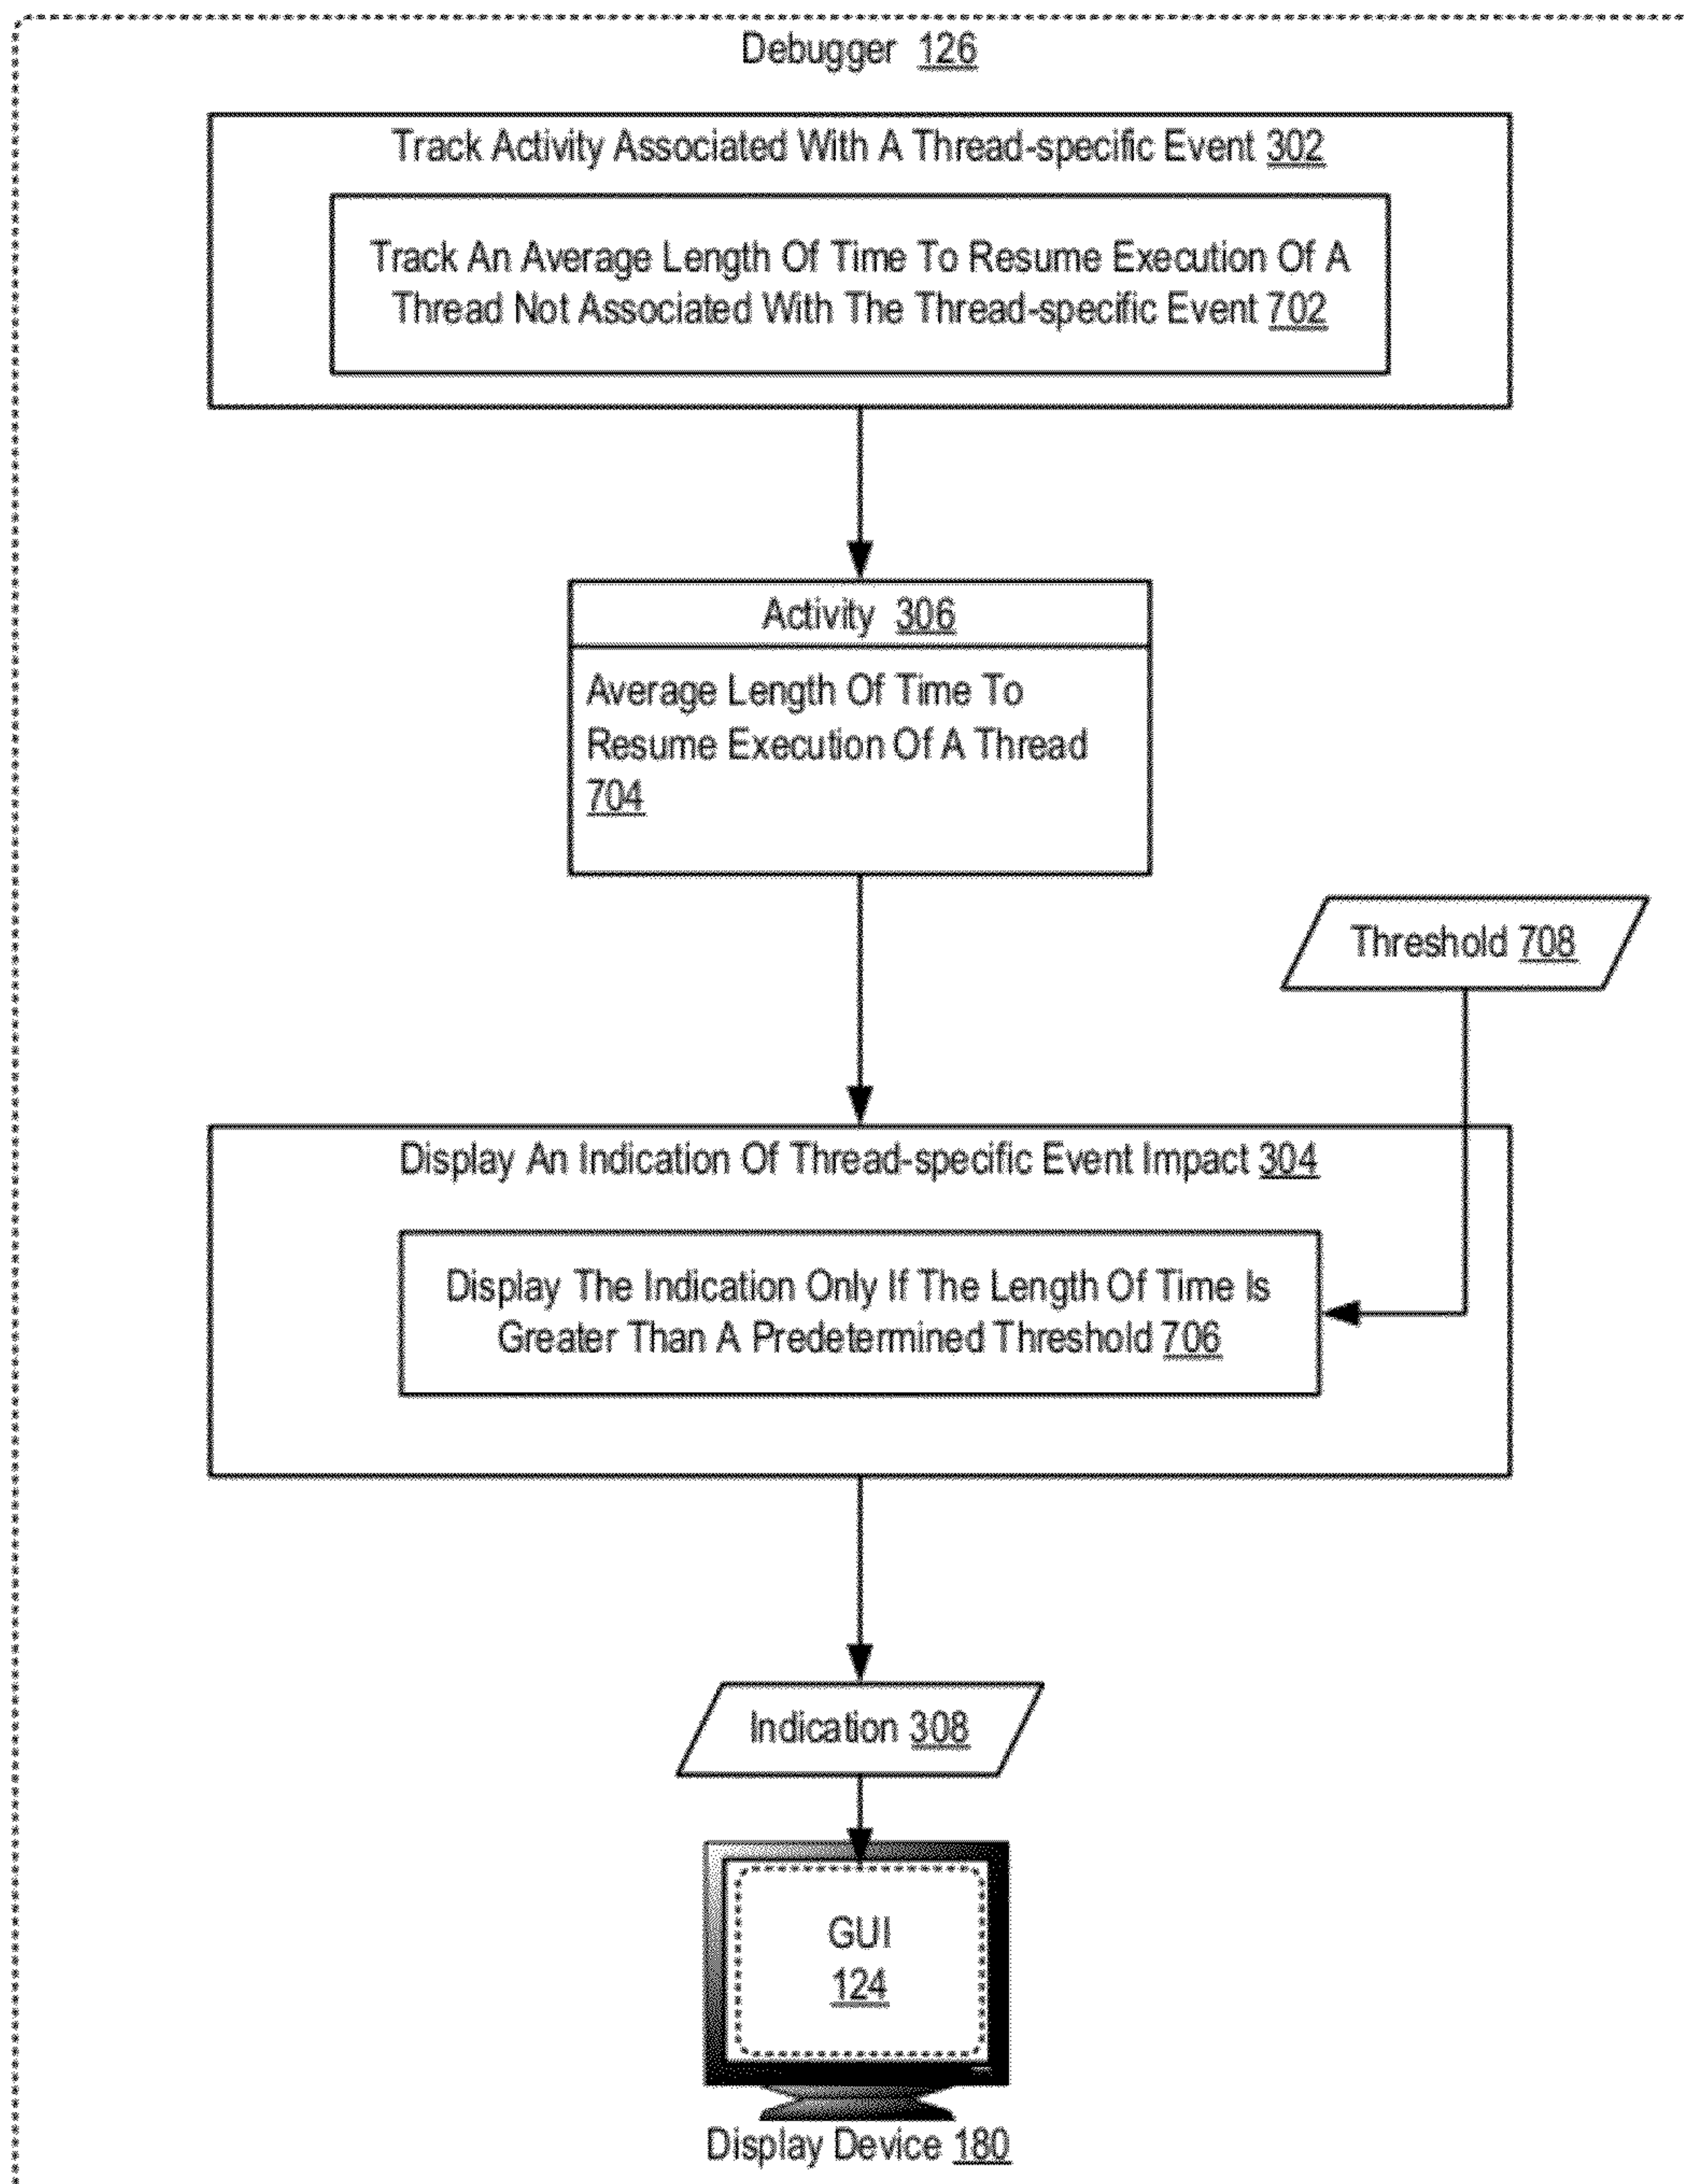 Debugger 126
Track Activity Associated With A Thread-specific Event 302
Track An Average Length Of Time To Resume Execution Of A
Thread Not Associated With The Thread-specific Event 702
Activity 306
Average Length Of Time To
Resume Execution Of A Thread
704
Threshold 708
Display An Indication Of Thread-specific Event Impact 304
Display The Indication Only If The Length Of Time Is
Greater Than A Predetermined Threshold 706
Indication 308
GUI
124
Display Device 180